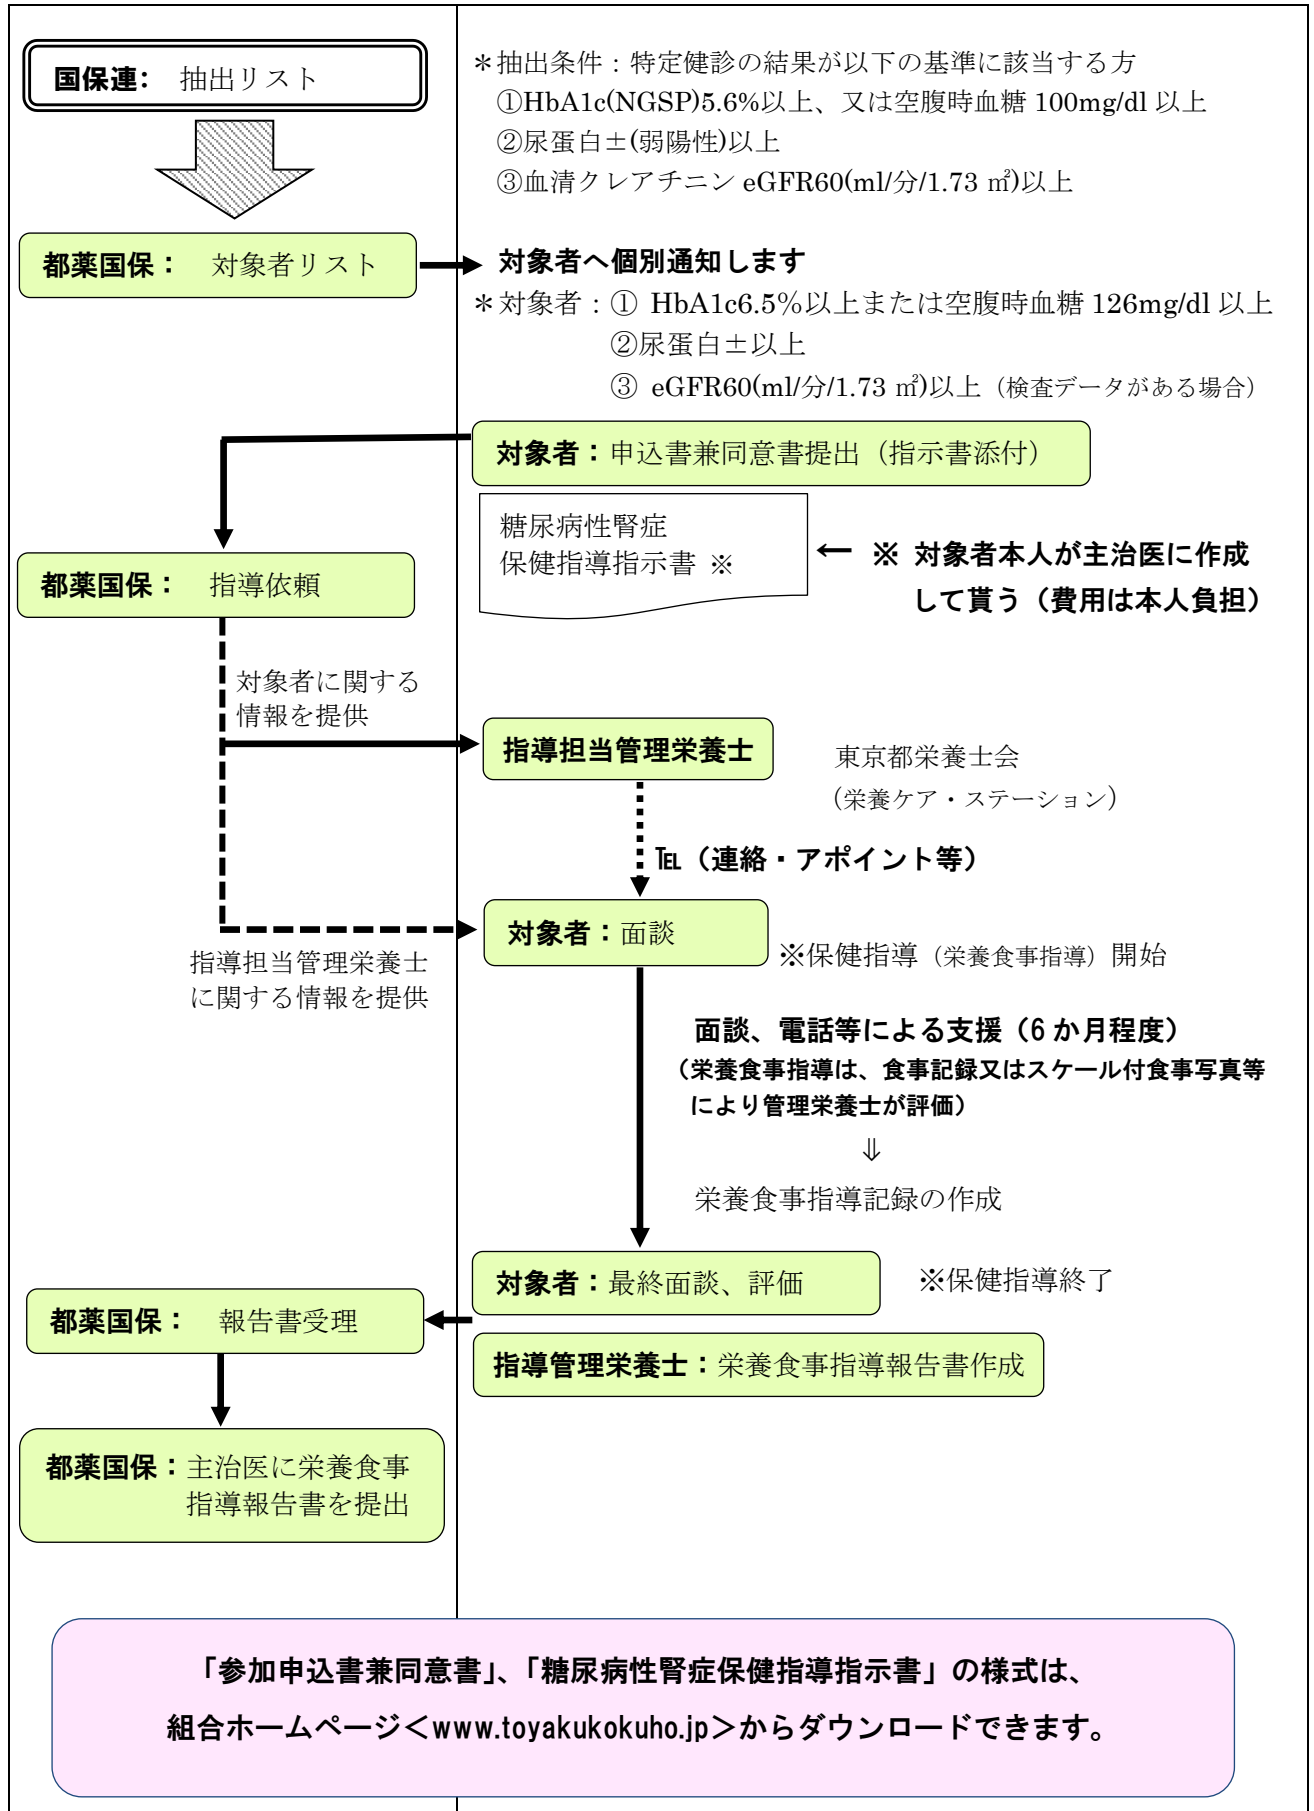 国保連: 抽出リスト
＊抽出条件：特定健診の結果が以下の基準に該当する方
①HbA1c(NGSP)5.6%以上、又は空腹時血糖 100mg/dl 以上
②尿蛋白±(弱陽性)以上
③血清クレアチニン eGFR60(ml/分/1.73 ㎡)以上
都薬国保： 対象者リスト
対象者へ個別通知します
＊対象者：① HbA1c6.5％以上または空腹時血糖 126mg/dl 以上
②尿蛋白±以上
③ eGFR60(ml/分/1.73 ㎡)以上（検査データがある場合）
対象者：申込書兼同意書提出（指示書添付）
糖尿病性腎症
保健指導指示書 ※
← ※ 対象者本人が主治医に作成
して貰う（費用は本人負担）
都薬国保： 指導依頼
対象者に関する
情報を提供
指導担当管理栄養士
東京都栄養士会
（栄養ケア・ステーション）
℡（連絡・アポイント等）
対象者：面談
※保健指導（栄養食事指導）開始
指導担当管理栄養士
に関する情報を提供
面談、電話等による支援（6 か月程度）
（栄養食事指導は、食事記録又はスケール付食事写真等
により管理栄養士が評価）
⇓
栄養食事指導記録の作成
対象者：最終面談、評価
※保健指導終了
都薬国保： 報告書受理
指導管理栄養士：栄養食事指導報告書作成
都薬国保：主治医に栄養食事
指導報告書を提出
「参加申込書兼同意書」、「糖尿病性腎症保健指導指示書」の様式は、
組合ホームページ＜www.toyakukokuho.jp＞からダウンロードできます。